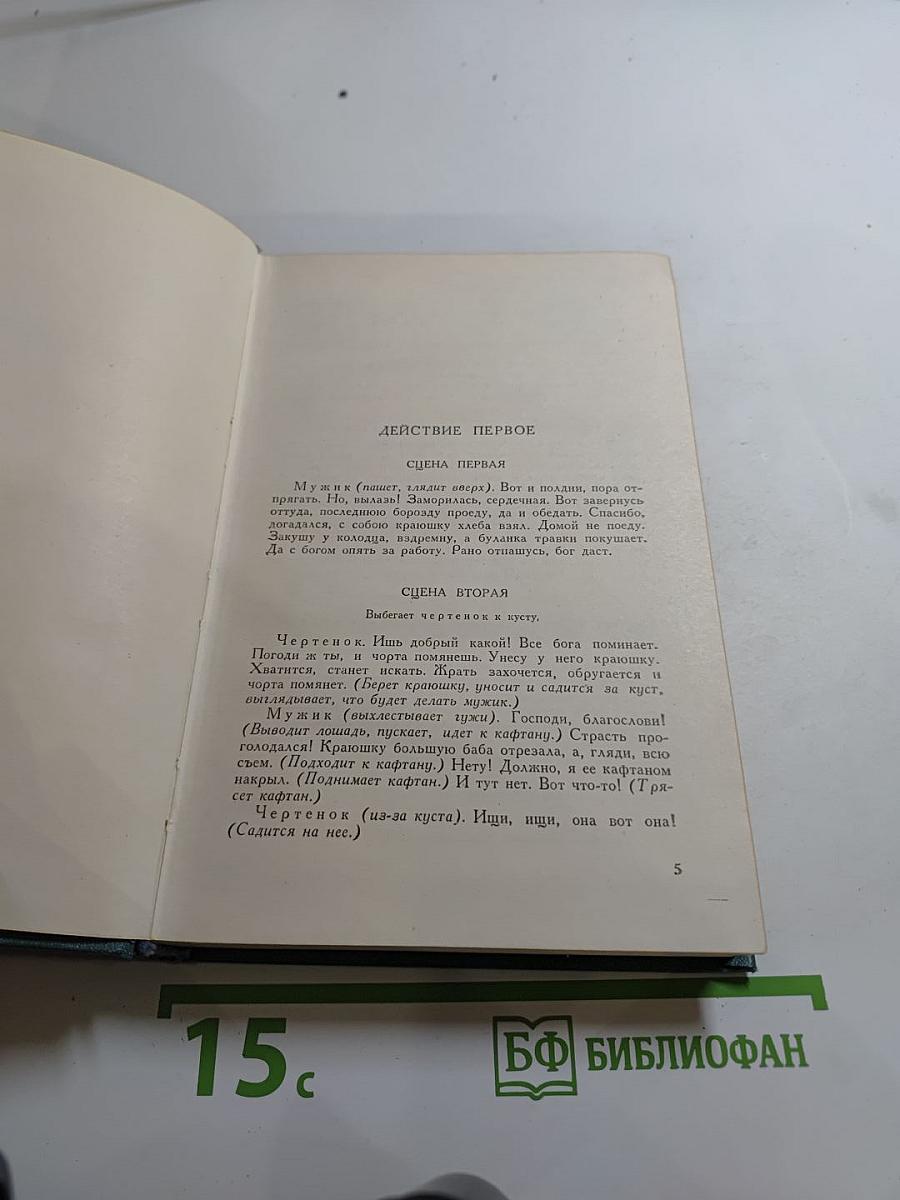 ДЕЙСТВИЕ ПЕРВОЕ
СЦЕНА ПЕРВАЯ
Мужик (пашет, глядит вверх). Вот и полдни, пора от-
прягать. Но, вылазь! Заморилась, сердечная. Вот завернусь
оттуда, последнюю борозду проеду, да и обедать. Спасибо,
догадался, с собою краюшку хлеба взял. Домой не поеду.
Закушу у колодца, вздремну, а буланка травки покушает.
Да с богом опять за работу. Рано отпашусь, бог даст.
СЦЕНА ВТОРАЯ
Выбегает чертенок к кусту.
Чертенок. Ишь добрый какой! Все бога поминает.
Погоди ж ты, и чорта помянешь. Унесу у него краюшку.
Хватится, станет искать. Жрать захочется, обругается и
чорта помянет. (Берет краюшку, уносит и садится за куст,
выглядывает, что будет делать мужик.)
Мужик (выхлестывает гужи). Господи, благослови!
(Выводит лошадь, пускает, идет к кафтану.) Страсть про-
голодался! Краюшку большую баба отрезала, а, гляди, всю
съем. (Подходит к кафтану.) Нету! Должно, я ее кафтаном
накрыл. (Поднимает кафтан.) И тут нет. Вот что-то! (Тря-
сет кафтан.)
Чертенок (из-за куста). Ищи, ищи, она вот она!
(Садится на нее.)
5
15 с
БФ БИБЛИОФАН